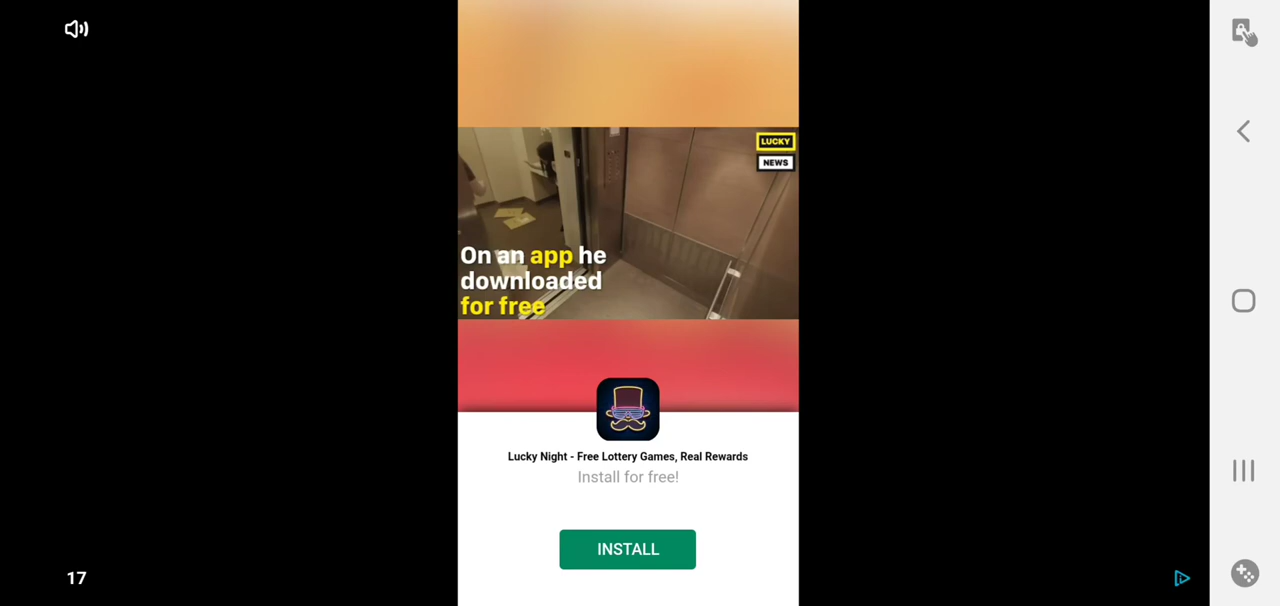 LUCKY
NEWS
On an app he
downloaded
for free
Lucky Night - Free Lottery Games, Real Rewards
Install for free!
INSTALL
17